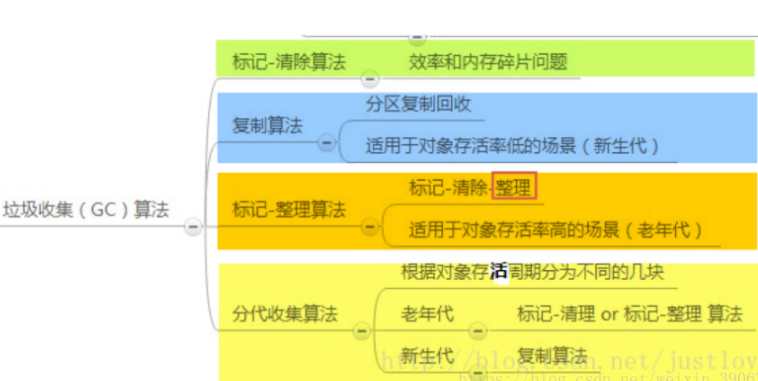 标记-清除算法
效率和内存碎片问题
复制算法
分区复制回收
适用于对象存活率低的场景（新生代）
垃圾收集（GC）算法
标记-整理算法
标记-清除-整理
适用于对象存活率高的场景（老年代）
分代收集算法
根据对象存活周期分为不同的几块
老年代
标记-清理 or 标记-整理 算法
新生代
复制算法
http://blog.csdn.net/justlov